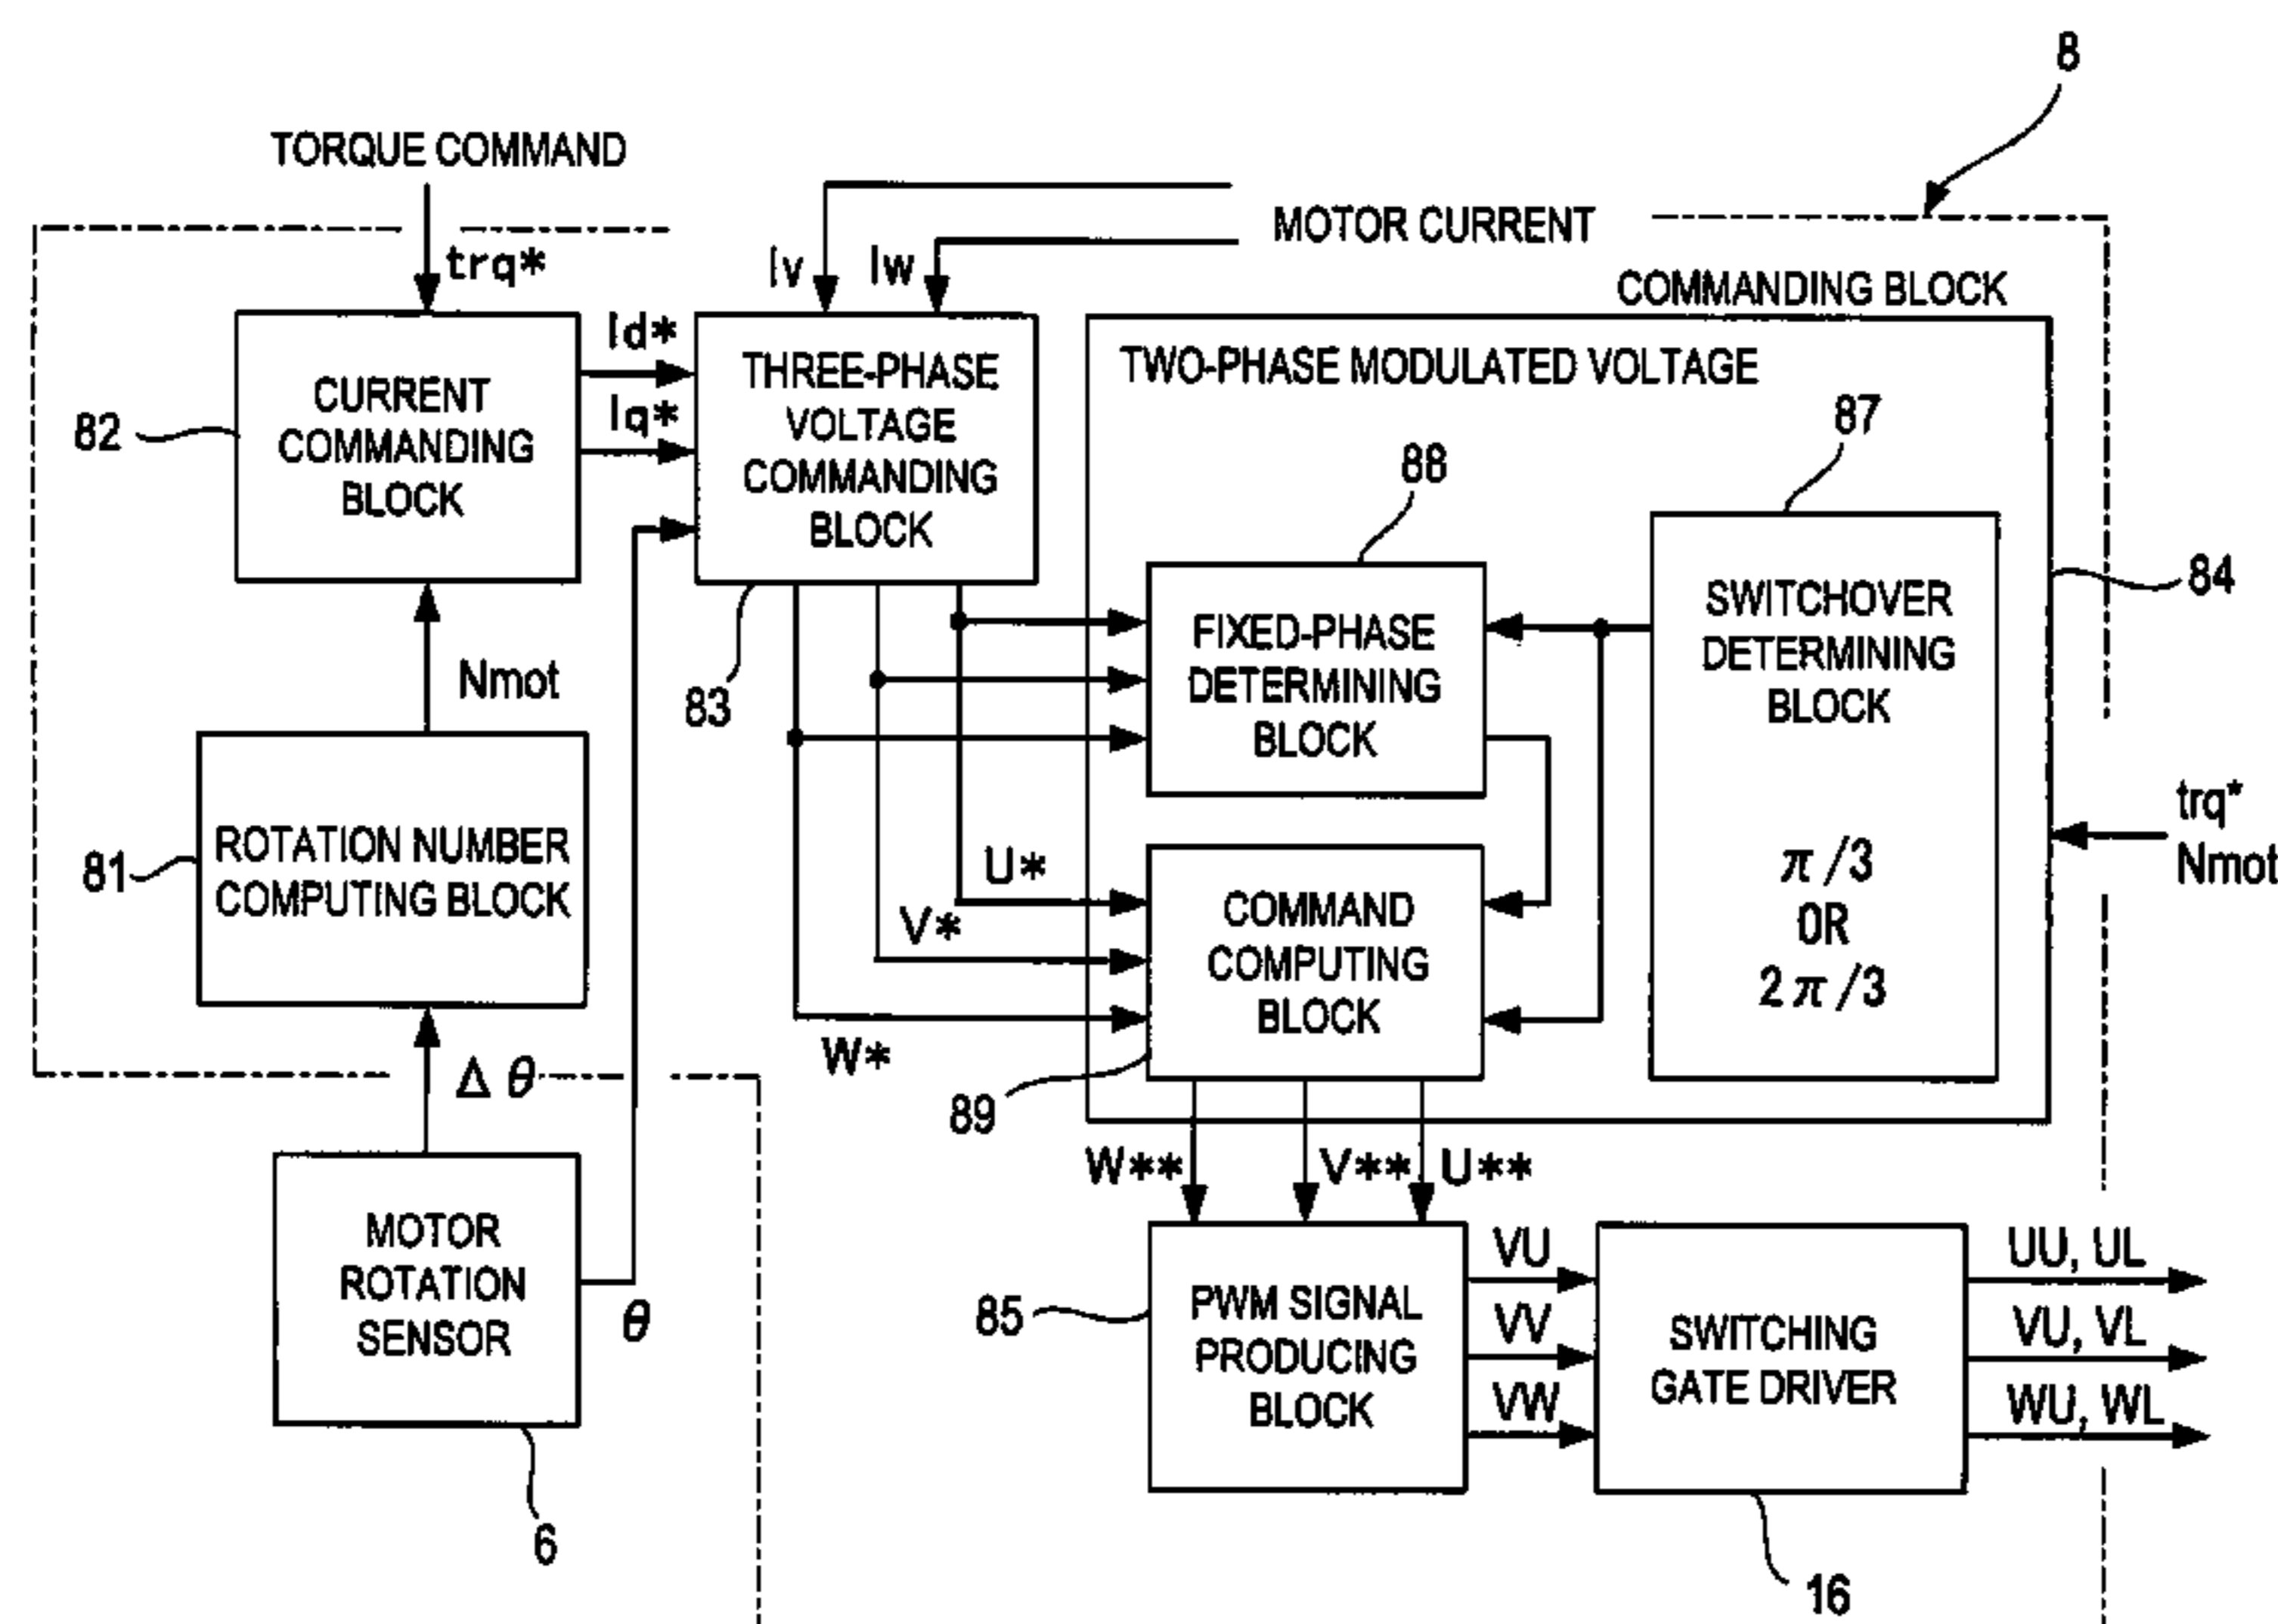 8
TORQUE COMMAND
MOTOR CURRENT
trq*
Iv
Iw
COMMANDING BLOCK
Id*
Iq*
82
CURRENT
COMMANDING
BLOCK
THREE-PHASE
VOLTAGE
COMMANDING
BLOCK
83
TWO-PHASE MODULATED VOLTAGE
87
88
84
FIXED-PHASE
DETERMINING
BLOCK
SWITCHOVER
DETERMINING
BLOCK
π/3
OR
2π/3
Nmot
trq*
Nmot
81
ROTATION NUMBER
COMPUTING BLOCK
U*
V*
W*
COMMAND
COMPUTING
BLOCK
89
Δθ
W**
V**
U**
MOTOR
ROTATION
SENSOR
θ
6
85
PWM SIGNAL
PRODUCING
BLOCK
VU
VV
VW
SWITCHING
GATE DRIVER
16
UU, UL
VU, VL
WU, WL